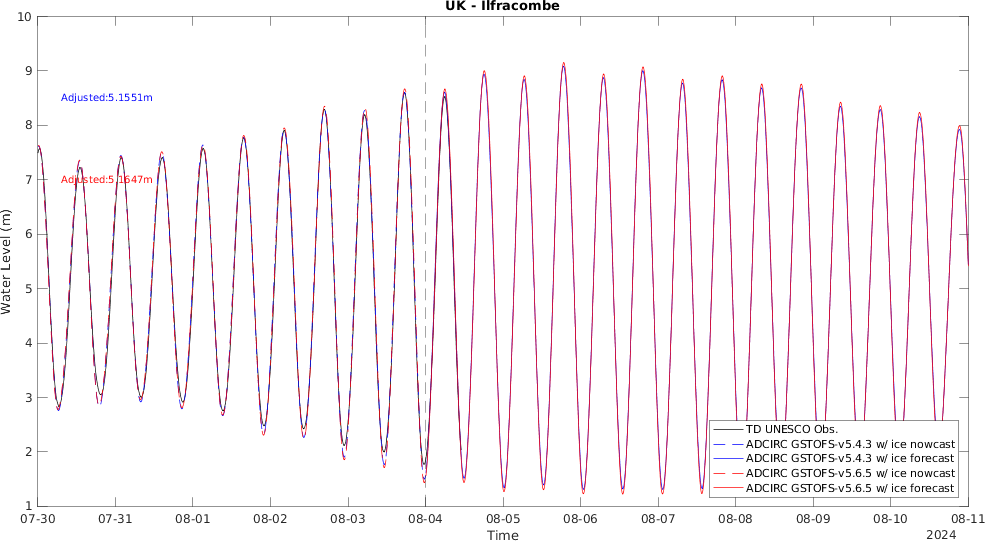 UK - Ilfracombe
10
9
8
7
6
5
4
3
2
1
Water Level (m)
Adjusted:5.1551m
Adjusted:5.1647m
TD UNESCO Obs.
ADCIRC GSTOFS-v5.4.3 w/ ice nowcast
ADCIRC GSTOFS-v5.4.3 w/ ice forecast
ADCIRC GSTOFS-v5.6.5 w/ ice nowcast
ADCIRC GSTOFS-v5.6.5 w/ ice forecast
07-30 07-31 08-01 08-02 08-03 08-04 08-05 08-06 08-07 08-08 08-09 08-10 08-11
Time
2024